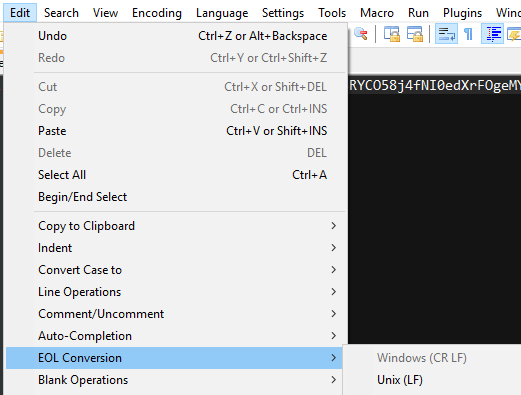 Edit Search View Encoding Language Settings Tools Macro Run Plugins
Undo Ctrl+Z or Alt+Backspace
Redo Ctrl+Y or Ctrl+Shift+Z
Cut Ctrl+X or Shift+DEL
RYCO58j4fNI0edXrFOgeMY
Copy Ctrl+C or Ctrl+INS
Paste Ctrl+V or Shift+INS
Delete DEL
Select All Ctrl+A
Begin/End Select
Copy to Clipboard
Indent
Convert Case to
Line Operations
Comment/Uncomment
Auto-Completion
EOL Conversion Windows (CR LF)
Blank Operations Unix (LF)